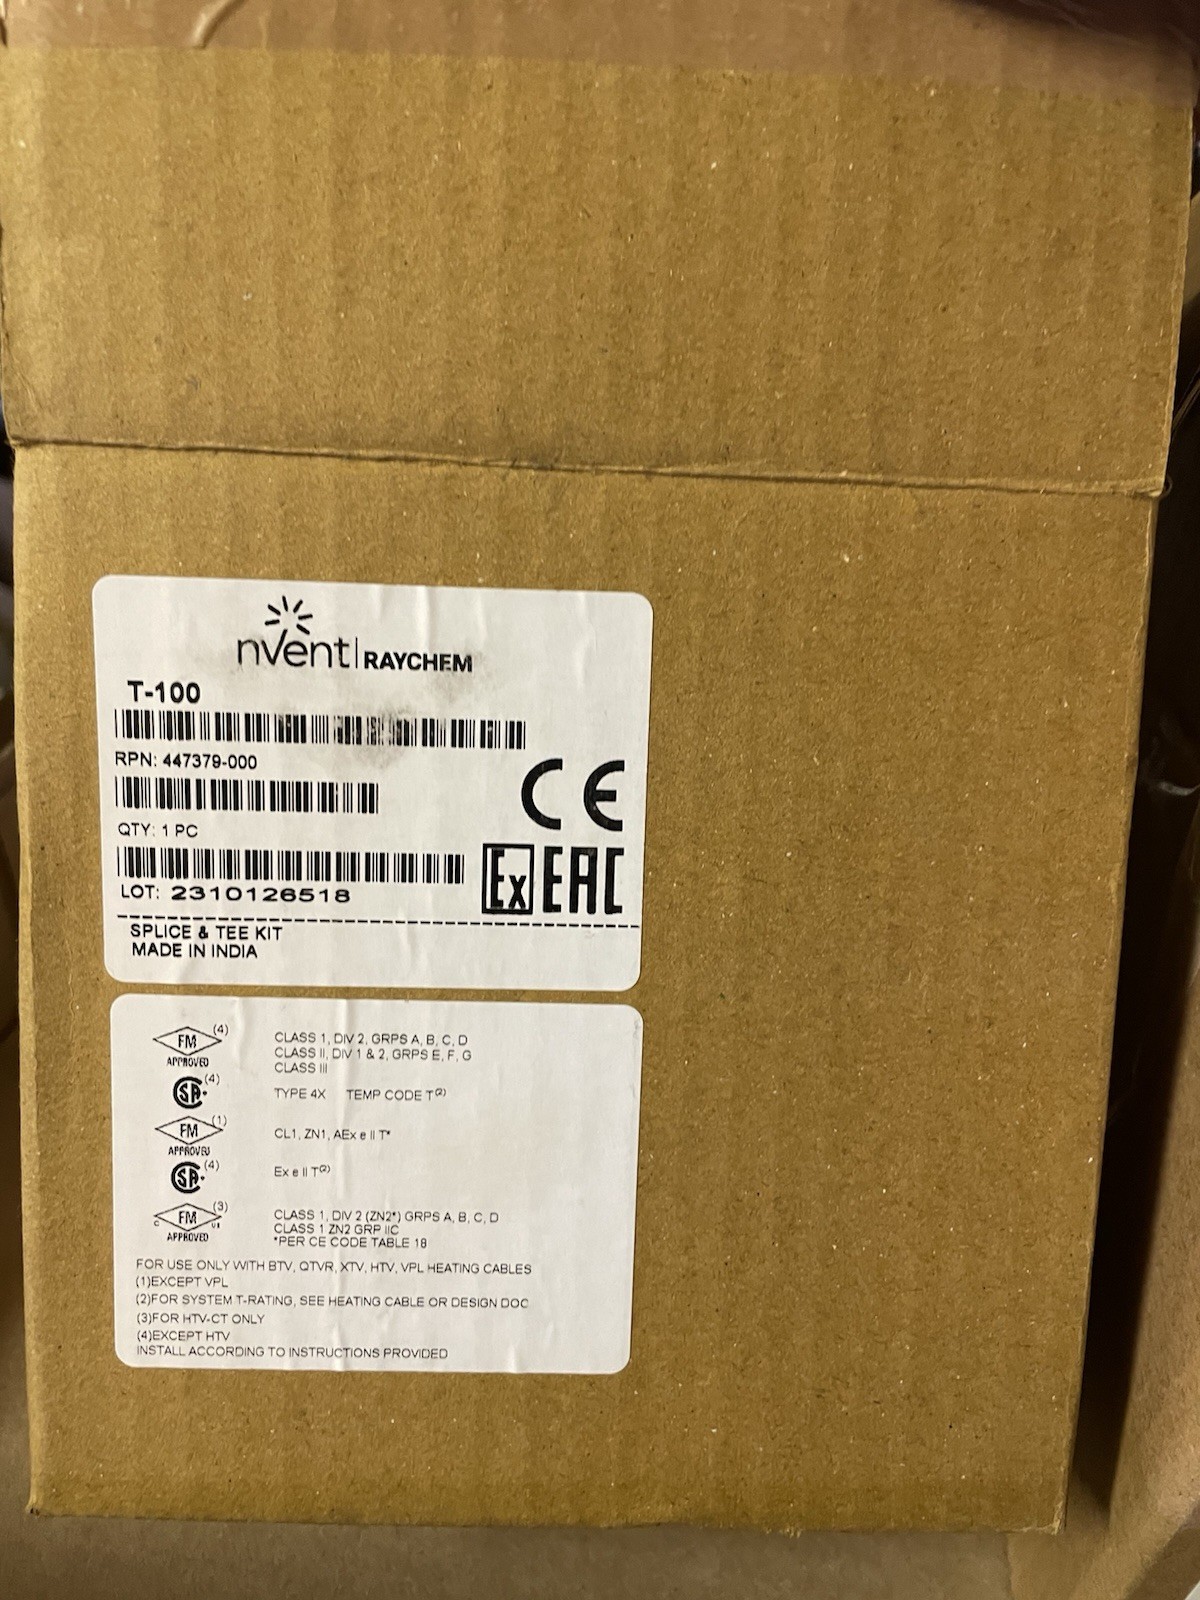 nVent | RAYCHEM
T-100
RPN: 447379-000
QTY: 1 PC
LOT: 2310126518
CE
Ex EAC
SPLICE & TEE KIT
MADE IN INDIA
FM (4)
APPROVED
CLASS 1, DIV 2, GRPS A, B, C, D
CLASS II, DIV 1 & 2, GRPS E, F, G
CLASS III
SA (4)
TYPE 4X TEMP CODE T(2)
FM (1)
APPROVED
CL1, ZN1, AEx e II T*
SA (4)
Ex e II T(2)
C FM US (3)
APPROVED
CLASS 1, DIV 2 (ZN2*) GRPS A, B, C, D
CLASS 1 ZN2 GRP IIC
*PER CE CODE TABLE 18
FOR USE ONLY WITH BTV, QTVR, XTV, HTV, VPL HEATING CABLES
(1)EXCEPT VPL
(2)FOR SYSTEM T-RATING, SEE HEATING CABLE OR DESIGN DOC
(3)FOR HTV-CT ONLY
(4)EXCEPT HTV
INSTALL ACCORDING TO INSTRUCTIONS PROVIDED